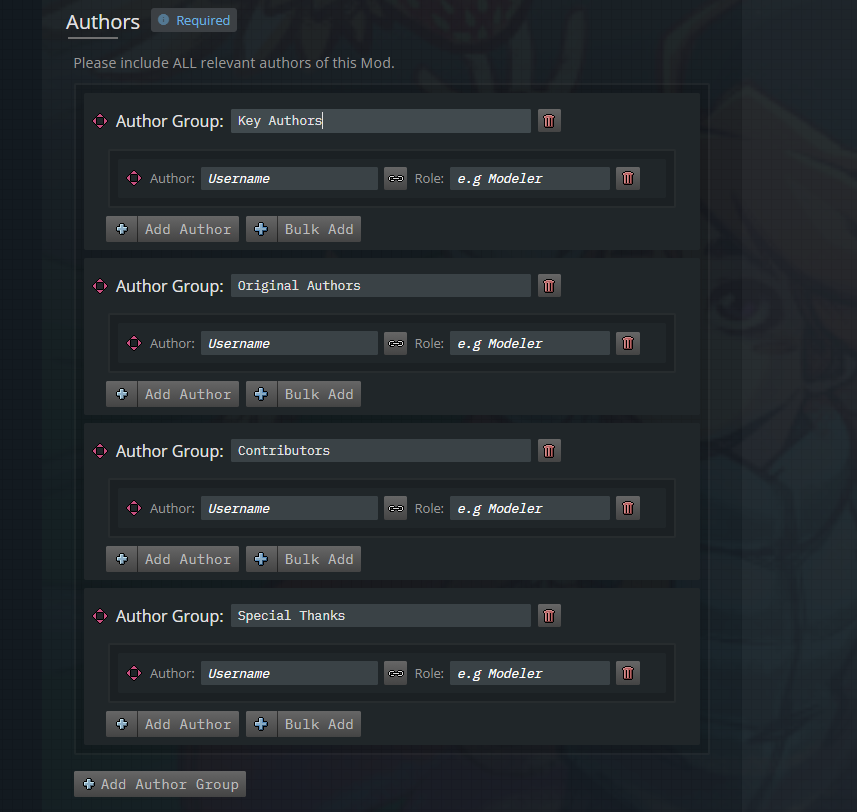 Authors Required
Please include ALL relevant authors of this Mod.
Author Group: Key Authors
Author: Username Role: e.g Modeler
Add Author Bulk Add
Author Group: Original Authors
Author: Username Role: e.g Modeler
Add Author Bulk Add
Author Group: Contributors
Author: Username Role: e.g Modeler
Add Author Bulk Add
Author Group: Special Thanks
Author: Username Role: e.g Modeler
Add Author Bulk Add
Add Author Group